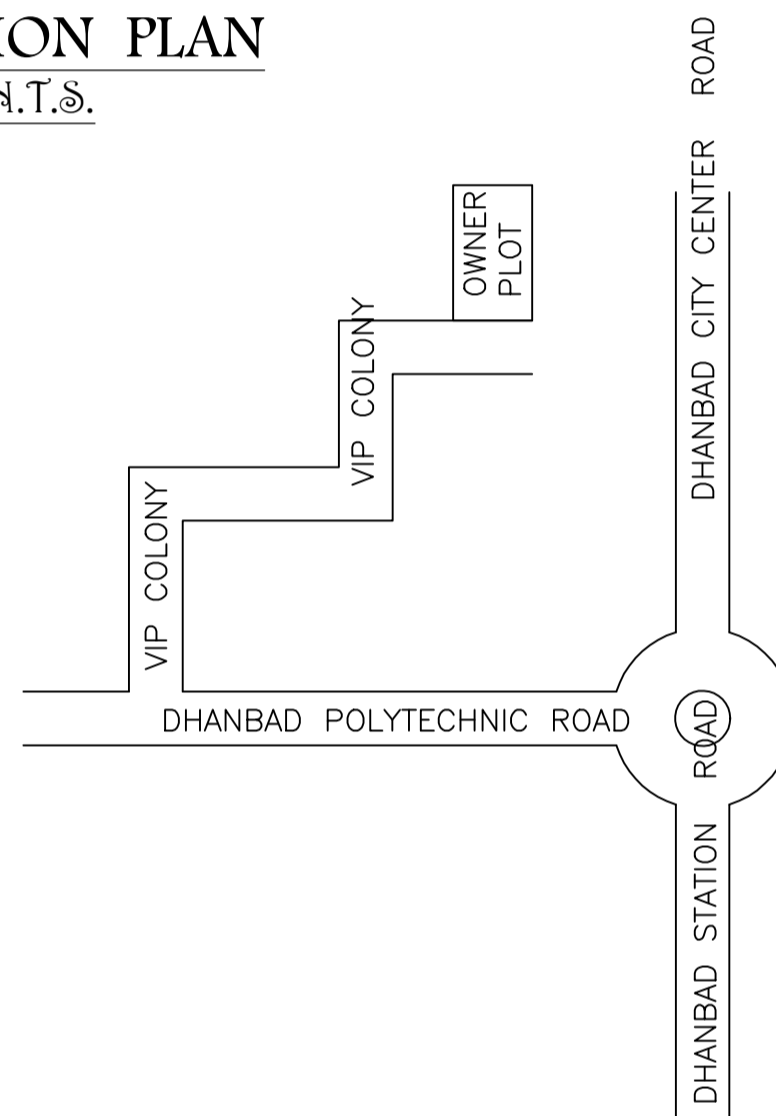 ION PLAN
N.T.S.
OWNER
PLOT
VIP COLONY
VIP COLONY
DHANBAD CITY CENTER ROAD
DHANBAD POLYTECHNIC ROAD
DHANBAD STATION ROAD